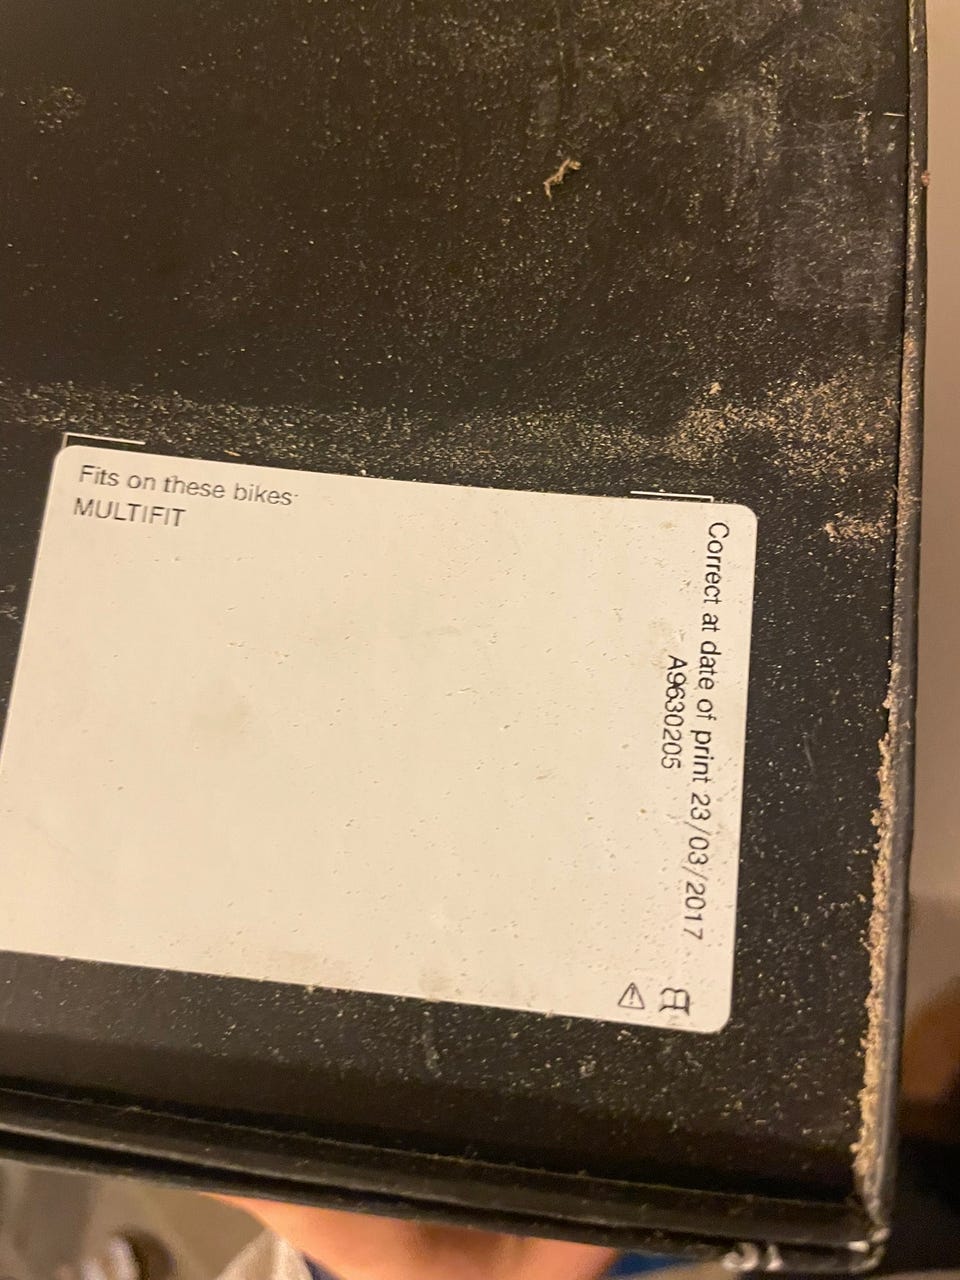 Fits on these bikes:
MULTIFIT
Correct at date of print 23/03/2017
A9630205